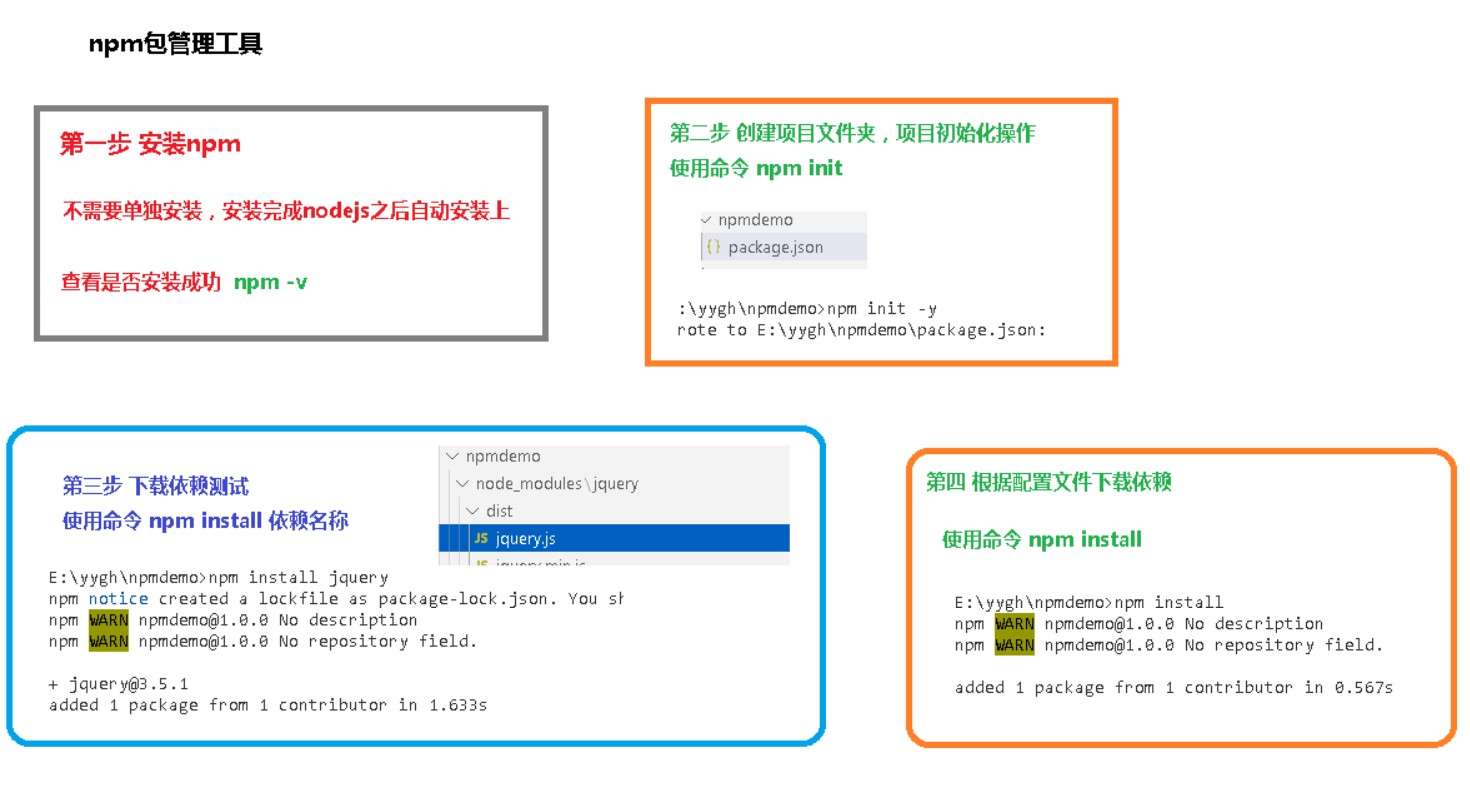 npm包管理工具
第一步 安装npm
不需要单独安装，安装完成nodejs之后自动安装上
查看是否安装成功 npm -v
第二步 创建项目文件夹，项目初始化操作
使用命令 npm init
npmdemo
{} package.json
:\yygh\npmdemo>npm init -y
rote to E:\yygh\npmdemo\package.json:
第三步 下载依赖测试
使用命令 npm install 依赖名称
npmdemo
node_modules\jquery
dist
JS jquery.js
E:\yygh\npmdemo>npm install jquery
npm notice created a lockfile as package-lock.json. You sh
npm WARN npmdemo@1.0.0 No description
npm WARN npmdemo@1.0.0 No repository field.
+ jquery@3.5.1
added 1 package from 1 contributor in 1.633s
第四 根据配置文件下载依赖
使用命令 npm install
E:\yygh\npmdemo>npm install
npm WARN npmdemo@1.0.0 No description
npm WARN npmdemo@1.0.0 No repository field.
added 1 package from 1 contributor in 0.567s